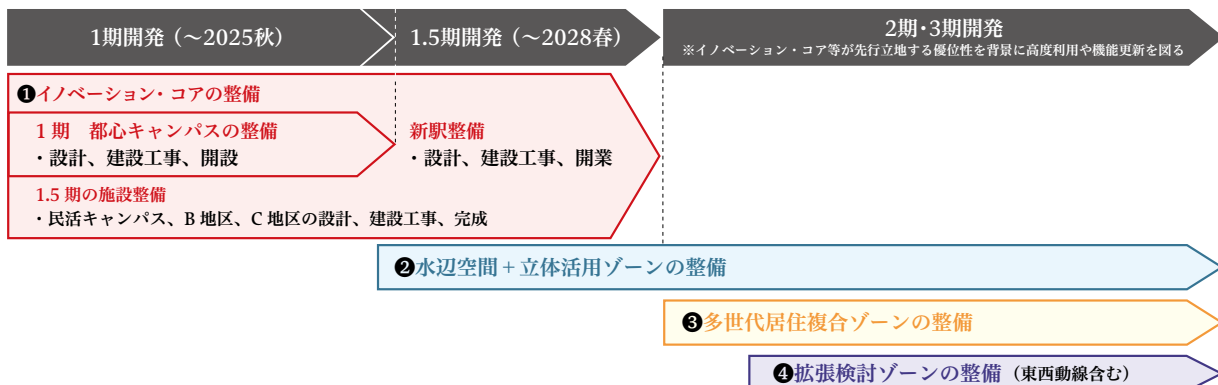 1期開発（～2025秋）
1.5期開発（～2028春）
2期・3期開発
※イノベーション・コア等が先行立地する優位性を背景に高度利用や機能更新を図る
❶イノベーション・コアの整備
1 期　都心キャンパスの整備
・設計、建設工事、開設
新駅整備
・設計、建設工事、開業
1.5 期の施設整備
・民活キャンパス、B 地区、C 地区の設計、建設工事、完成
❷水辺空間＋立体活用ゾーンの整備
❸多世代居住複合ゾーンの整備
❹拡張検討ゾーンの整備（東西動線含む）